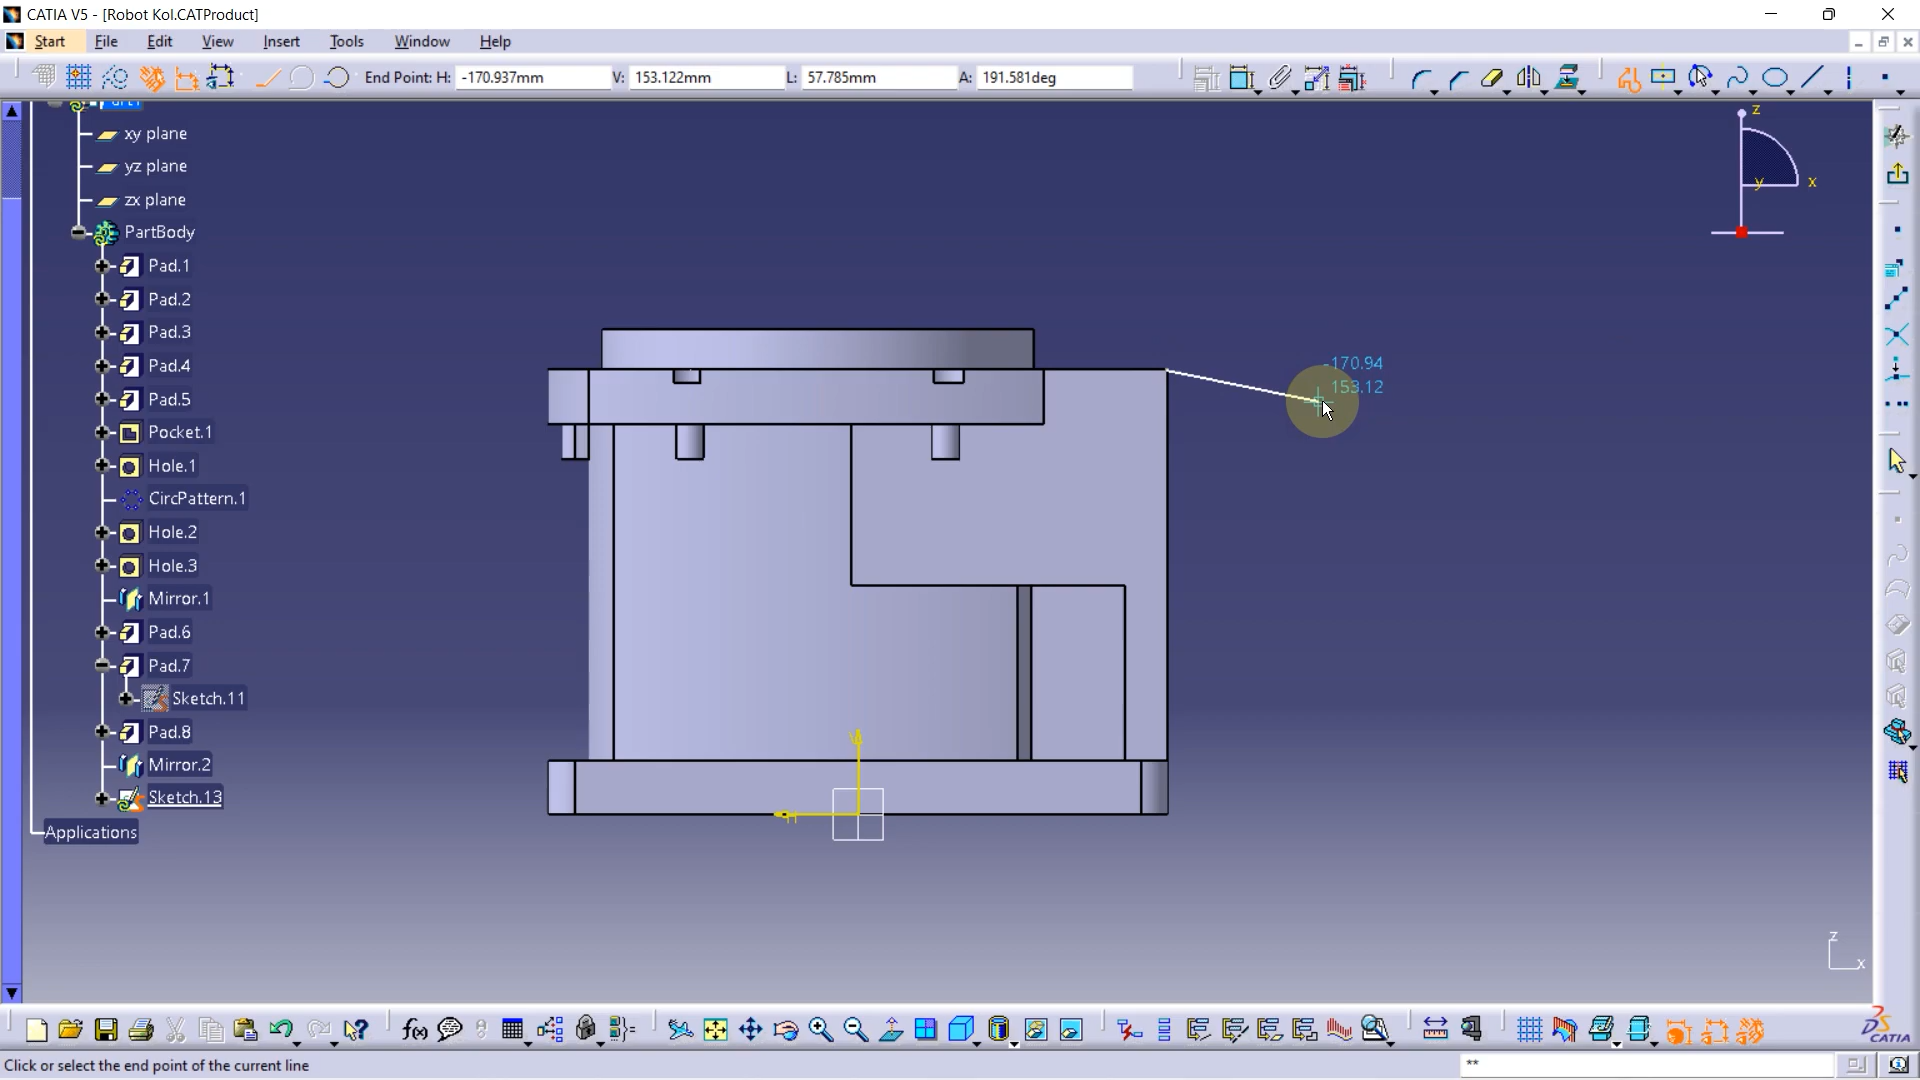 CATIA V5 - [Robot Kol.CATProduct]
Start File Edit View Insert Tools Window Help
End Point: H: -170.937mm V: 153.122mm L: 57.785mm A: 191.581deg
Part1
xy plane
yz plane
zx plane
PartBody
Pad.1
Pad.2
Pad.3
Pad.4
Pad.5
Pocket.1
Hole.1
CircPattern.1
Hole.2
Hole.3
Mirror.1
Pad.6
Pad.7
Sketch.11
Pad.8
Mirror.2
Sketch.13
Applications
-170.94
153.12
z
y
x
V
H
z
x
f(x)
CATIA
Click or select the end point of the current line
**